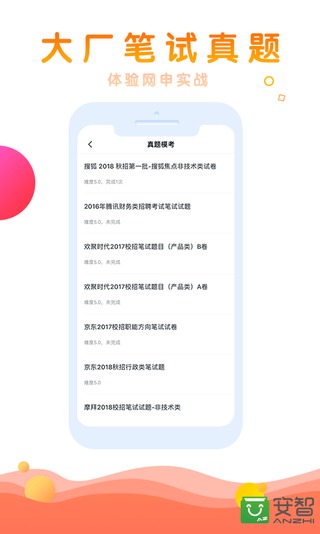 大厂笔试真题
体验网申实战
真题模考
搜狐 2018 秋招第一批-搜狐焦点非技术类试卷
难度5.0，完成1次
2016年腾讯财务类招聘考试笔试试题
难度5.0，未完成
欢聚时代2017校招笔试题目（产品类）B卷
难度5.0，未完成
欢聚时代2017校招笔试题目（产品类）A卷
难度5.0，未完成
京东2017校招职能方向笔试试卷
难度5.0，未完成
京东2018秋招行政类笔试题
难度5.0
摩拜2018校招笔试试题-非技术类
安智
ANZHI
AZ